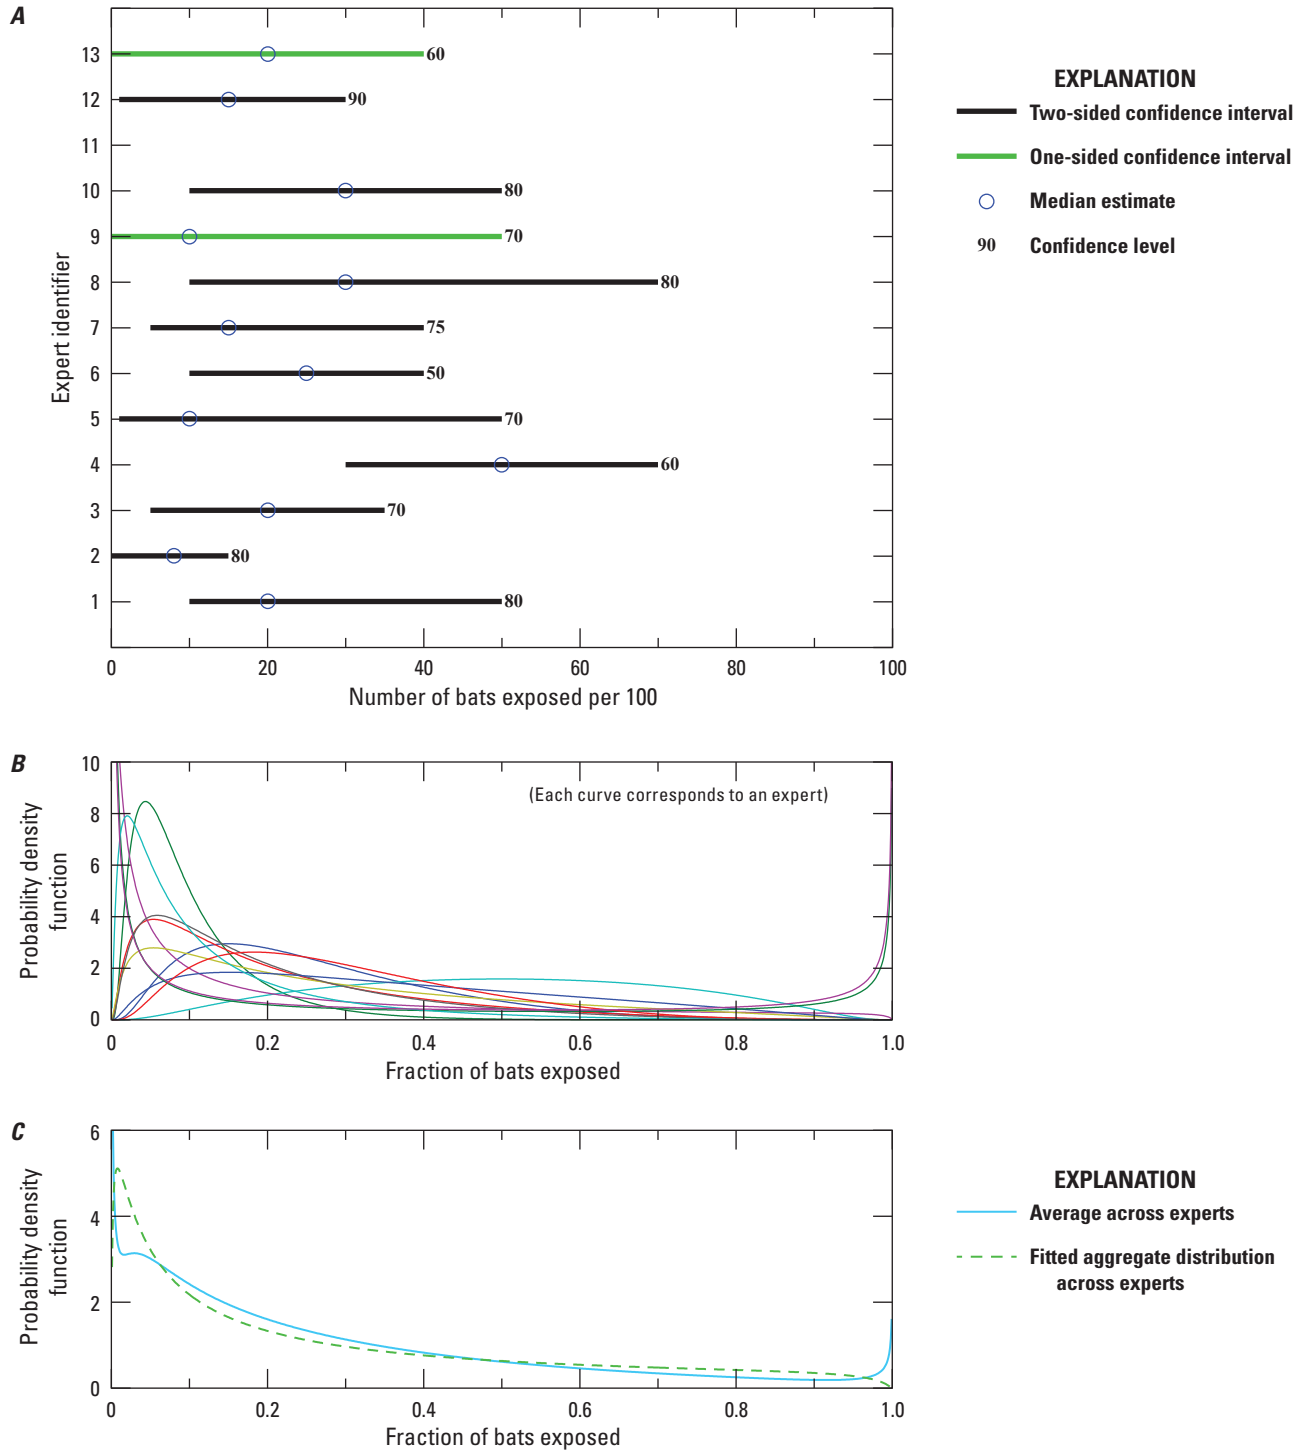 A
13
12
11
10
9
8
7
6
5
4
3
2
1
Expert identifier
60
90
80
70
80
75
50
70
60
70
80
80
0 20 40 60 80 100
Number of bats exposed per 100
EXPLANATION
Two-sided confidence interval
One-sided confidence interval
Median estimate
90 Confidence level
B
10
8
6
4
2
0
Probability density
function
(Each curve corresponds to an expert)
0 0.2 0.4 0.6 0.8 1.0
Fraction of bats exposed
C
6
4
2
0
Probability density
function
0 0.2 0.4 0.6 0.8 1.0
Fraction of bats exposed
EXPLANATION
Average across experts
Fitted aggregate distribution
across experts